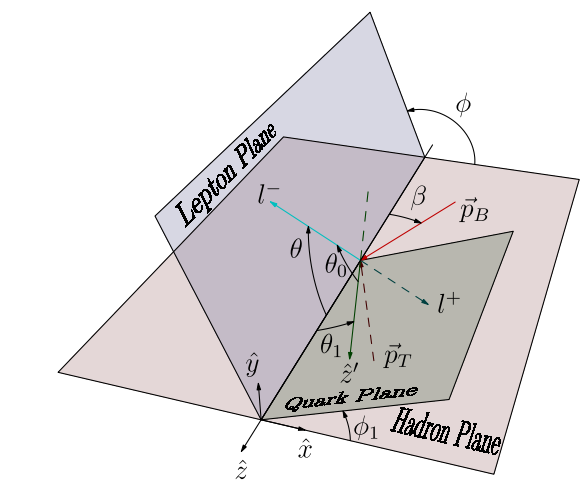 ϕ
Lepton Plane
l⁻
β
p⃗_B
θ
θ₀
l⁺
θ₁
p⃗_T
ŷ
ẑ′
Quark Plane
ϕ₁
Hadron Plane
x̂
ẑ